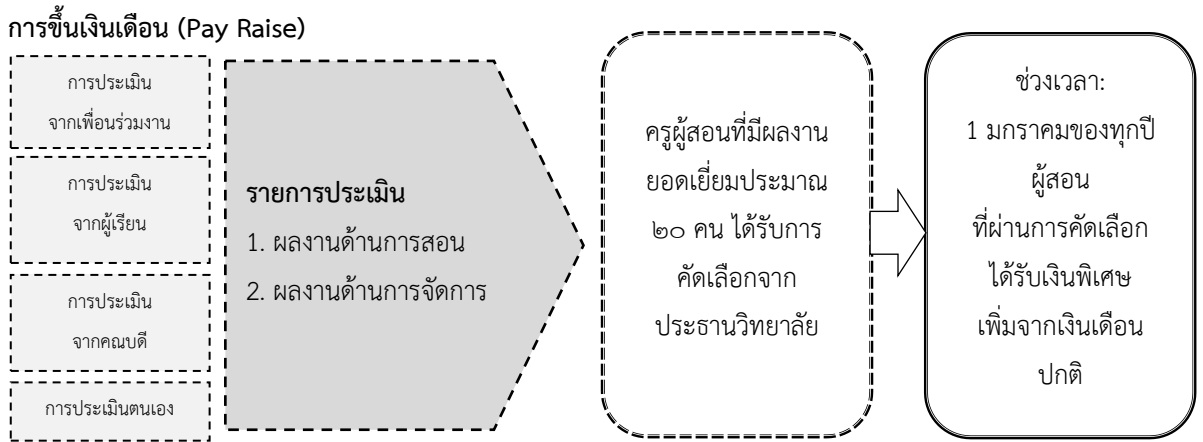 การขึ้นเงินเดือน (Pay Raise)
การประเมิน
จากเพื่อนร่วมงาน
การประเมิน
จากผู้เรียน
การประเมิน
จากคณบดี
การประเมินตนเอง
รายการประเมิน
1. ผลงานด้านการสอน
2. ผลงานด้านการจัดการ
ครูผู้สอนที่มีผลงาน
ยอดเยี่ยมประมาณ
๒๐ คน ได้รับการ
คัดเลือกจาก
ประธานวิทยาลัย
ช่วงเวลา:
1 มกราคมของทุกปี
ผู้สอน
ที่ผ่านการคัดเลือก
ได้รับเงินพิเศษ
เพิ่มจากเงินเดือน
ปกติ